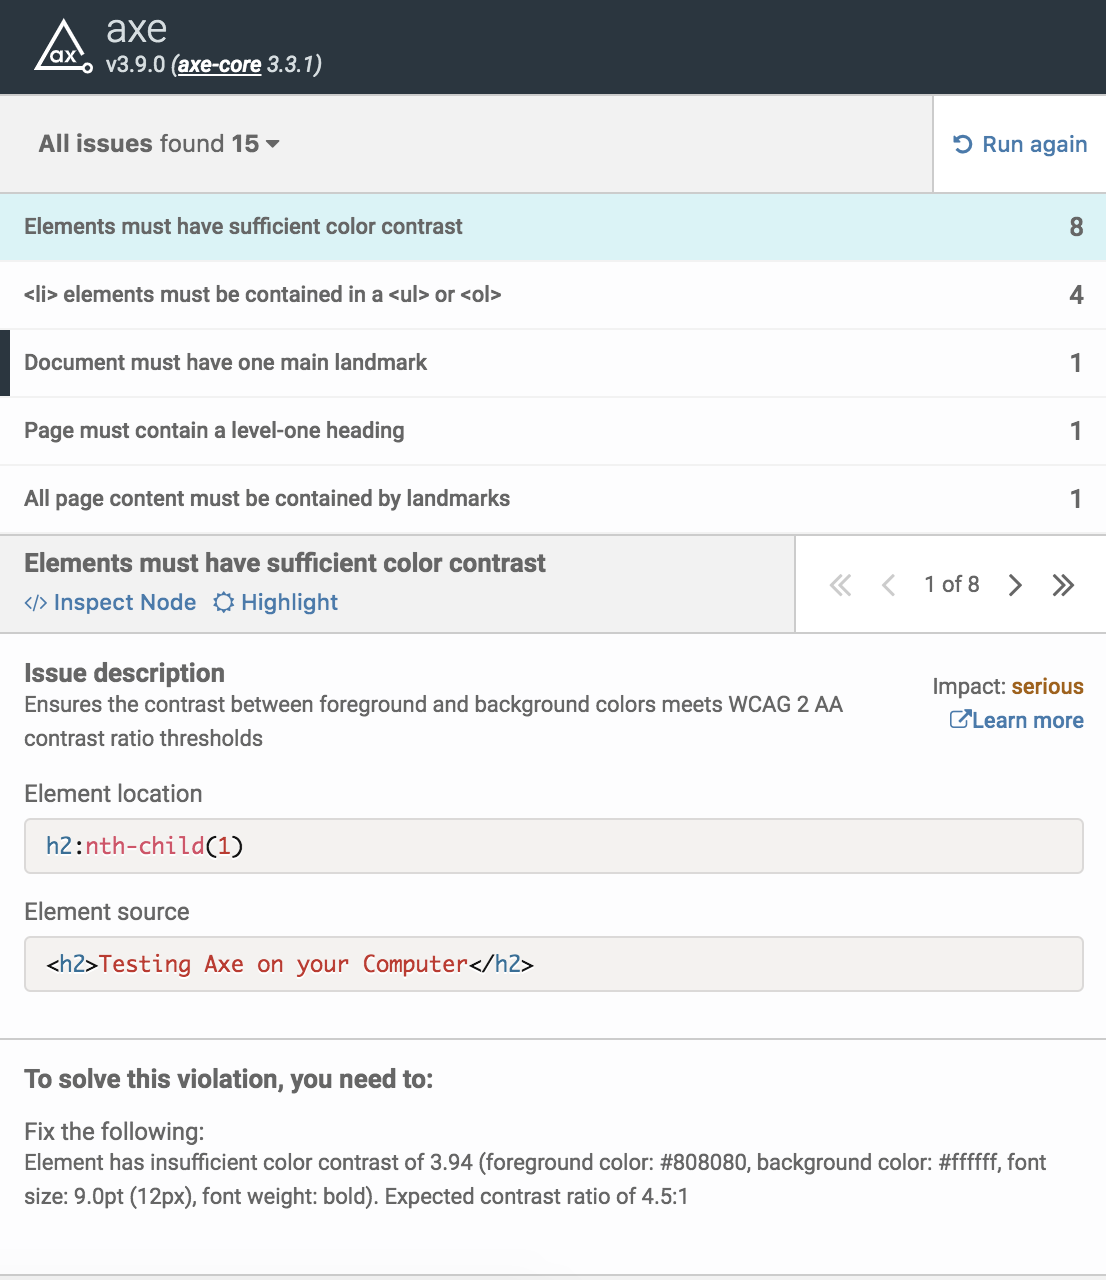 ax
axe
v3.9.0 (axe-core 3.3.1)
All issues found 15
Run again
Elements must have sufficient color contrast 8
<li> elements must be contained in a <ul> or <ol> 4
Document must have one main landmark 1
Page must contain a level-one heading 1
All page content must be contained by landmarks 1
Elements must have sufficient color contrast
</> Inspect Node Highlight
1 of 8
Issue description
Ensures the contrast between foreground and background colors meets WCAG 2 AA
contrast ratio thresholds
Impact: serious
Learn more
Element location
h2:nth-child(1)
Element source
<h2>Testing Axe on your Computer</h2>
To solve this violation, you need to:
Fix the following:
Element has insufficient color contrast of 3.94 (foreground color: #808080, background color: #ffffff, font
size: 9.0pt (12px), font weight: bold). Expected contrast ratio of 4.5:1